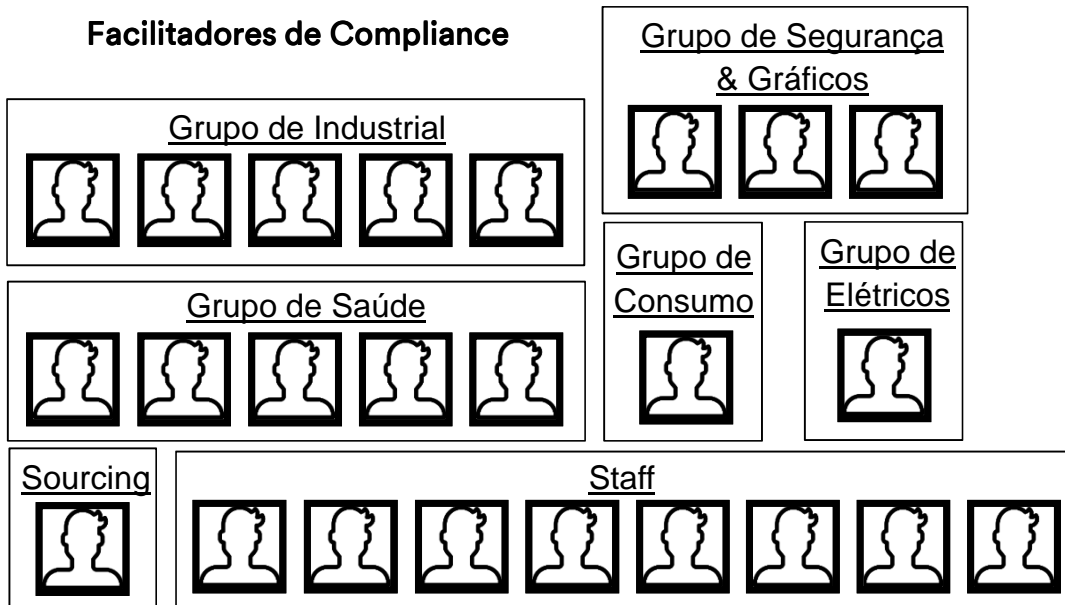 Facilitadores de Compliance
Grupo de Segurança
& Gráficos
Grupo de Industrial
Grupo de Saúde
Grupo de
Consumo
Grupo de
Elétricos
Sourcing
Staff